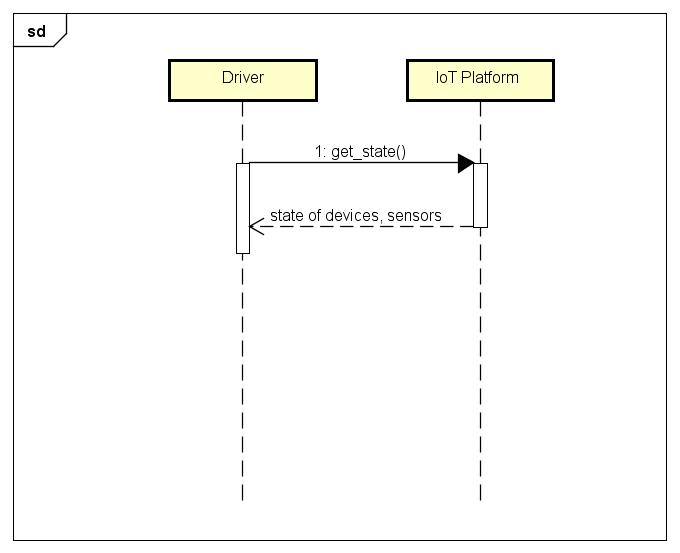 sd
Driver
IoT Platform
1: get_state()
state of devices, sensors